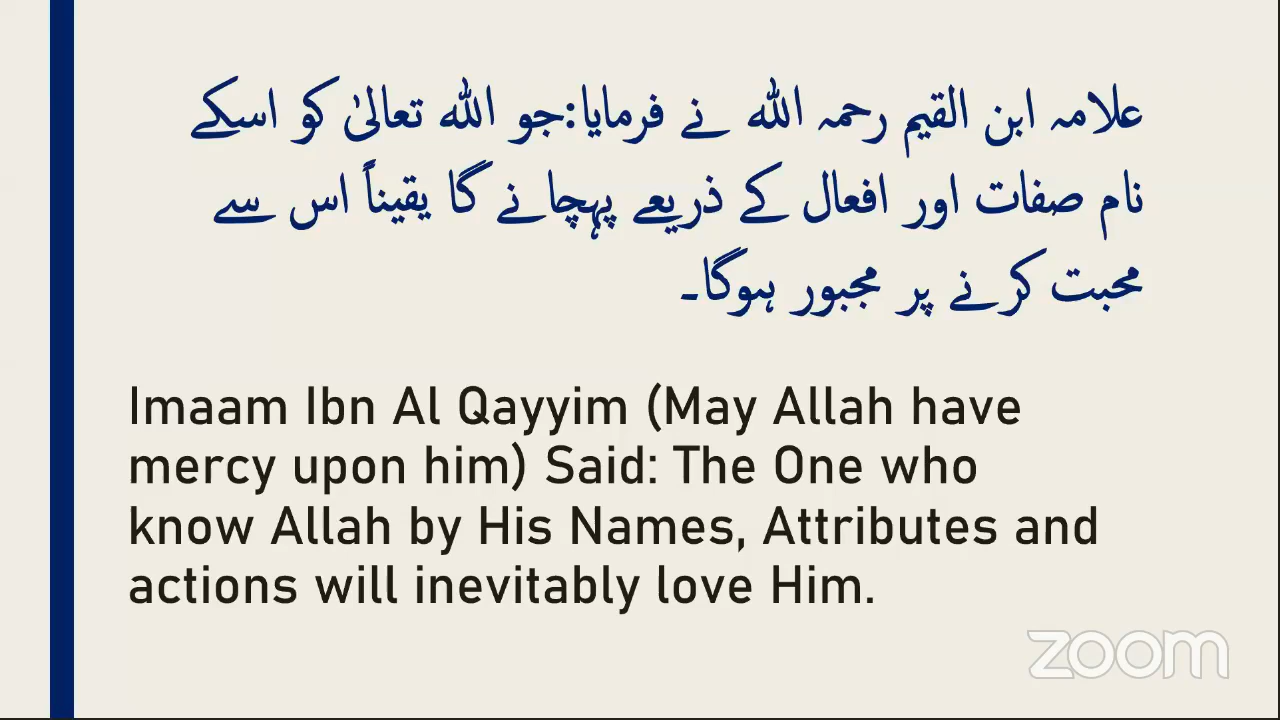 علامہ ابن القیم رحمہ اللہ نے فرمایا:جو اللہ تعالیٰ کو اسکے
نام صفات اور افعال کے ذریعے پہچانے گا یقیناً اس سے
محبت کرنے پر مجبور ہوگا۔
Imaam Ibn Al Qayyim (May Allah have
mercy upon him) Said: The One who
know Allah by His Names, Attributes and
actions will inevitably love Him.
zoom